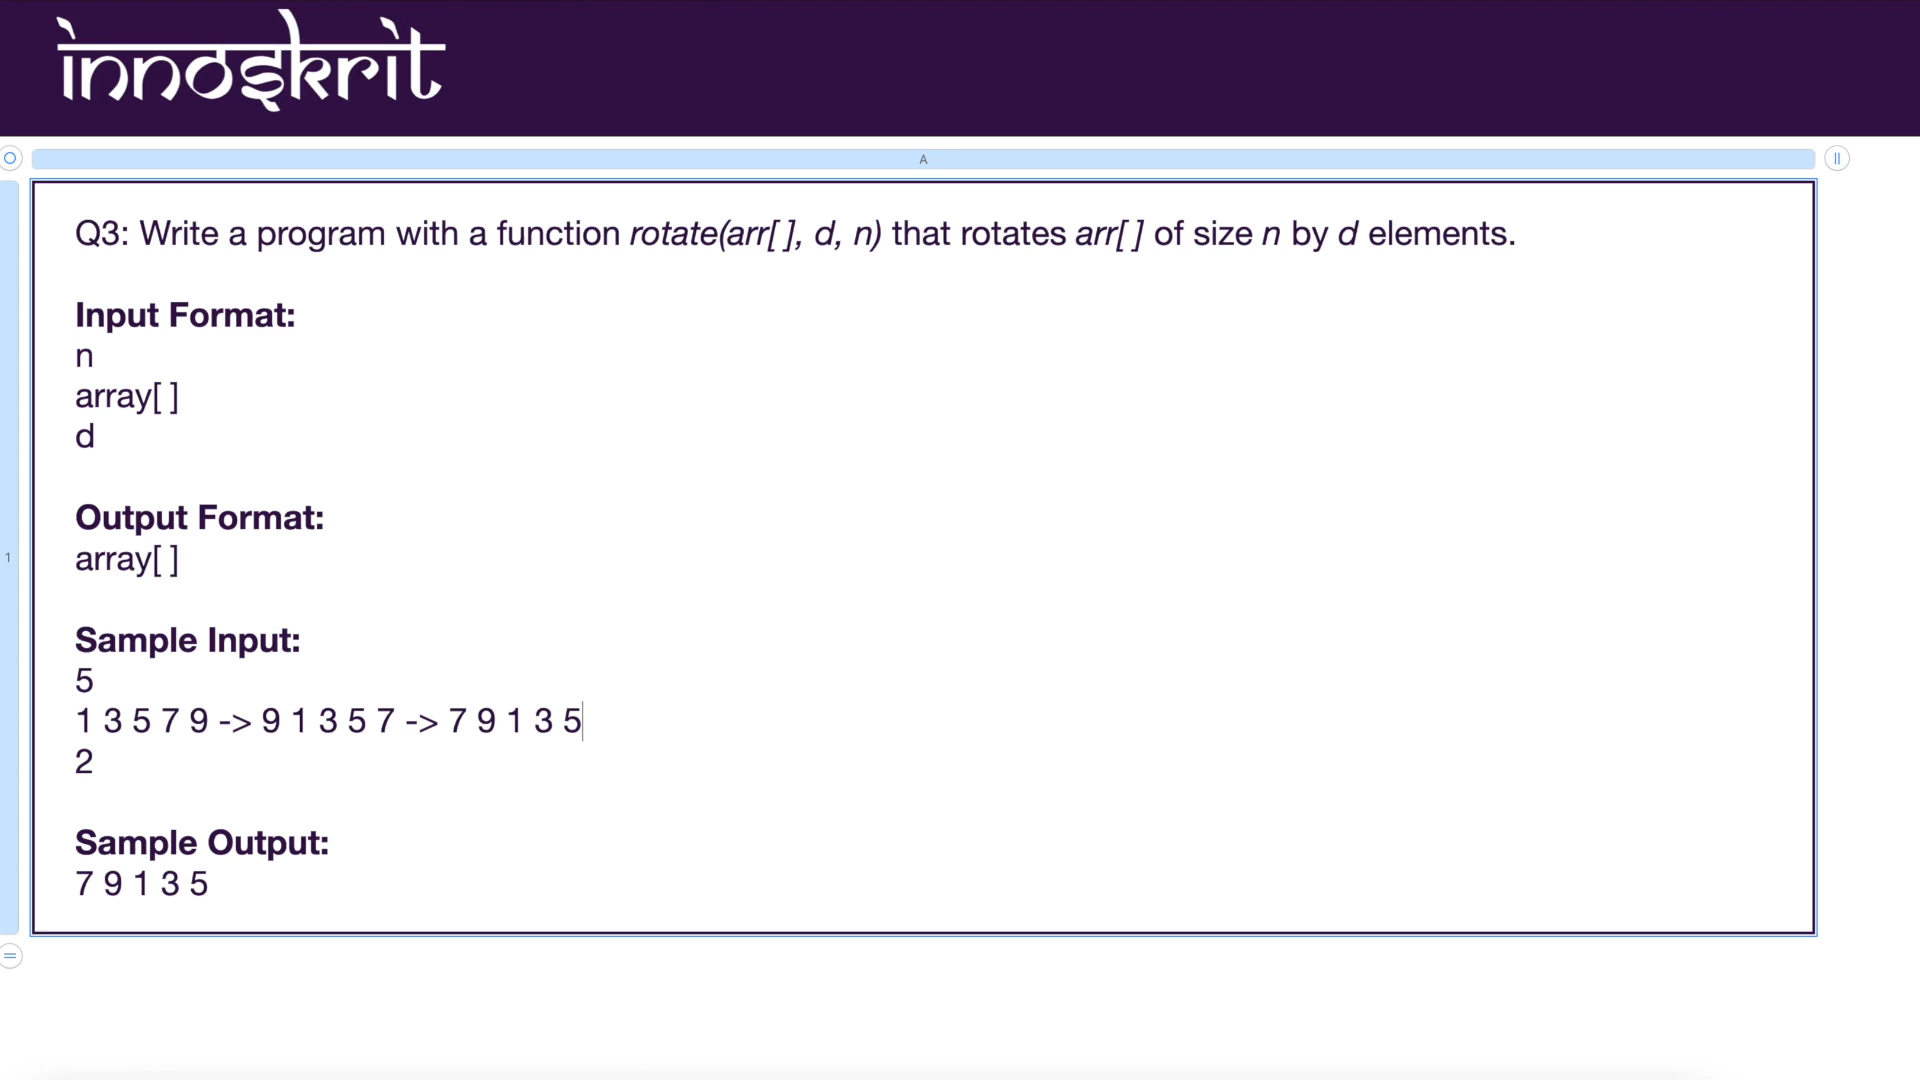 innoskrit
A
Q3: Write a program with a function rotate(arr[ ], d, n) that rotates arr[ ] of size n by d elements.
Input Format:
n
array[ ]
d
Output Format:
array[ ]
1
Sample Input:
5
1 3 5 7 9 -> 9 1 3 5 7 -> 7 9 1 3 5
2
Sample Output:
7 9 1 3 5